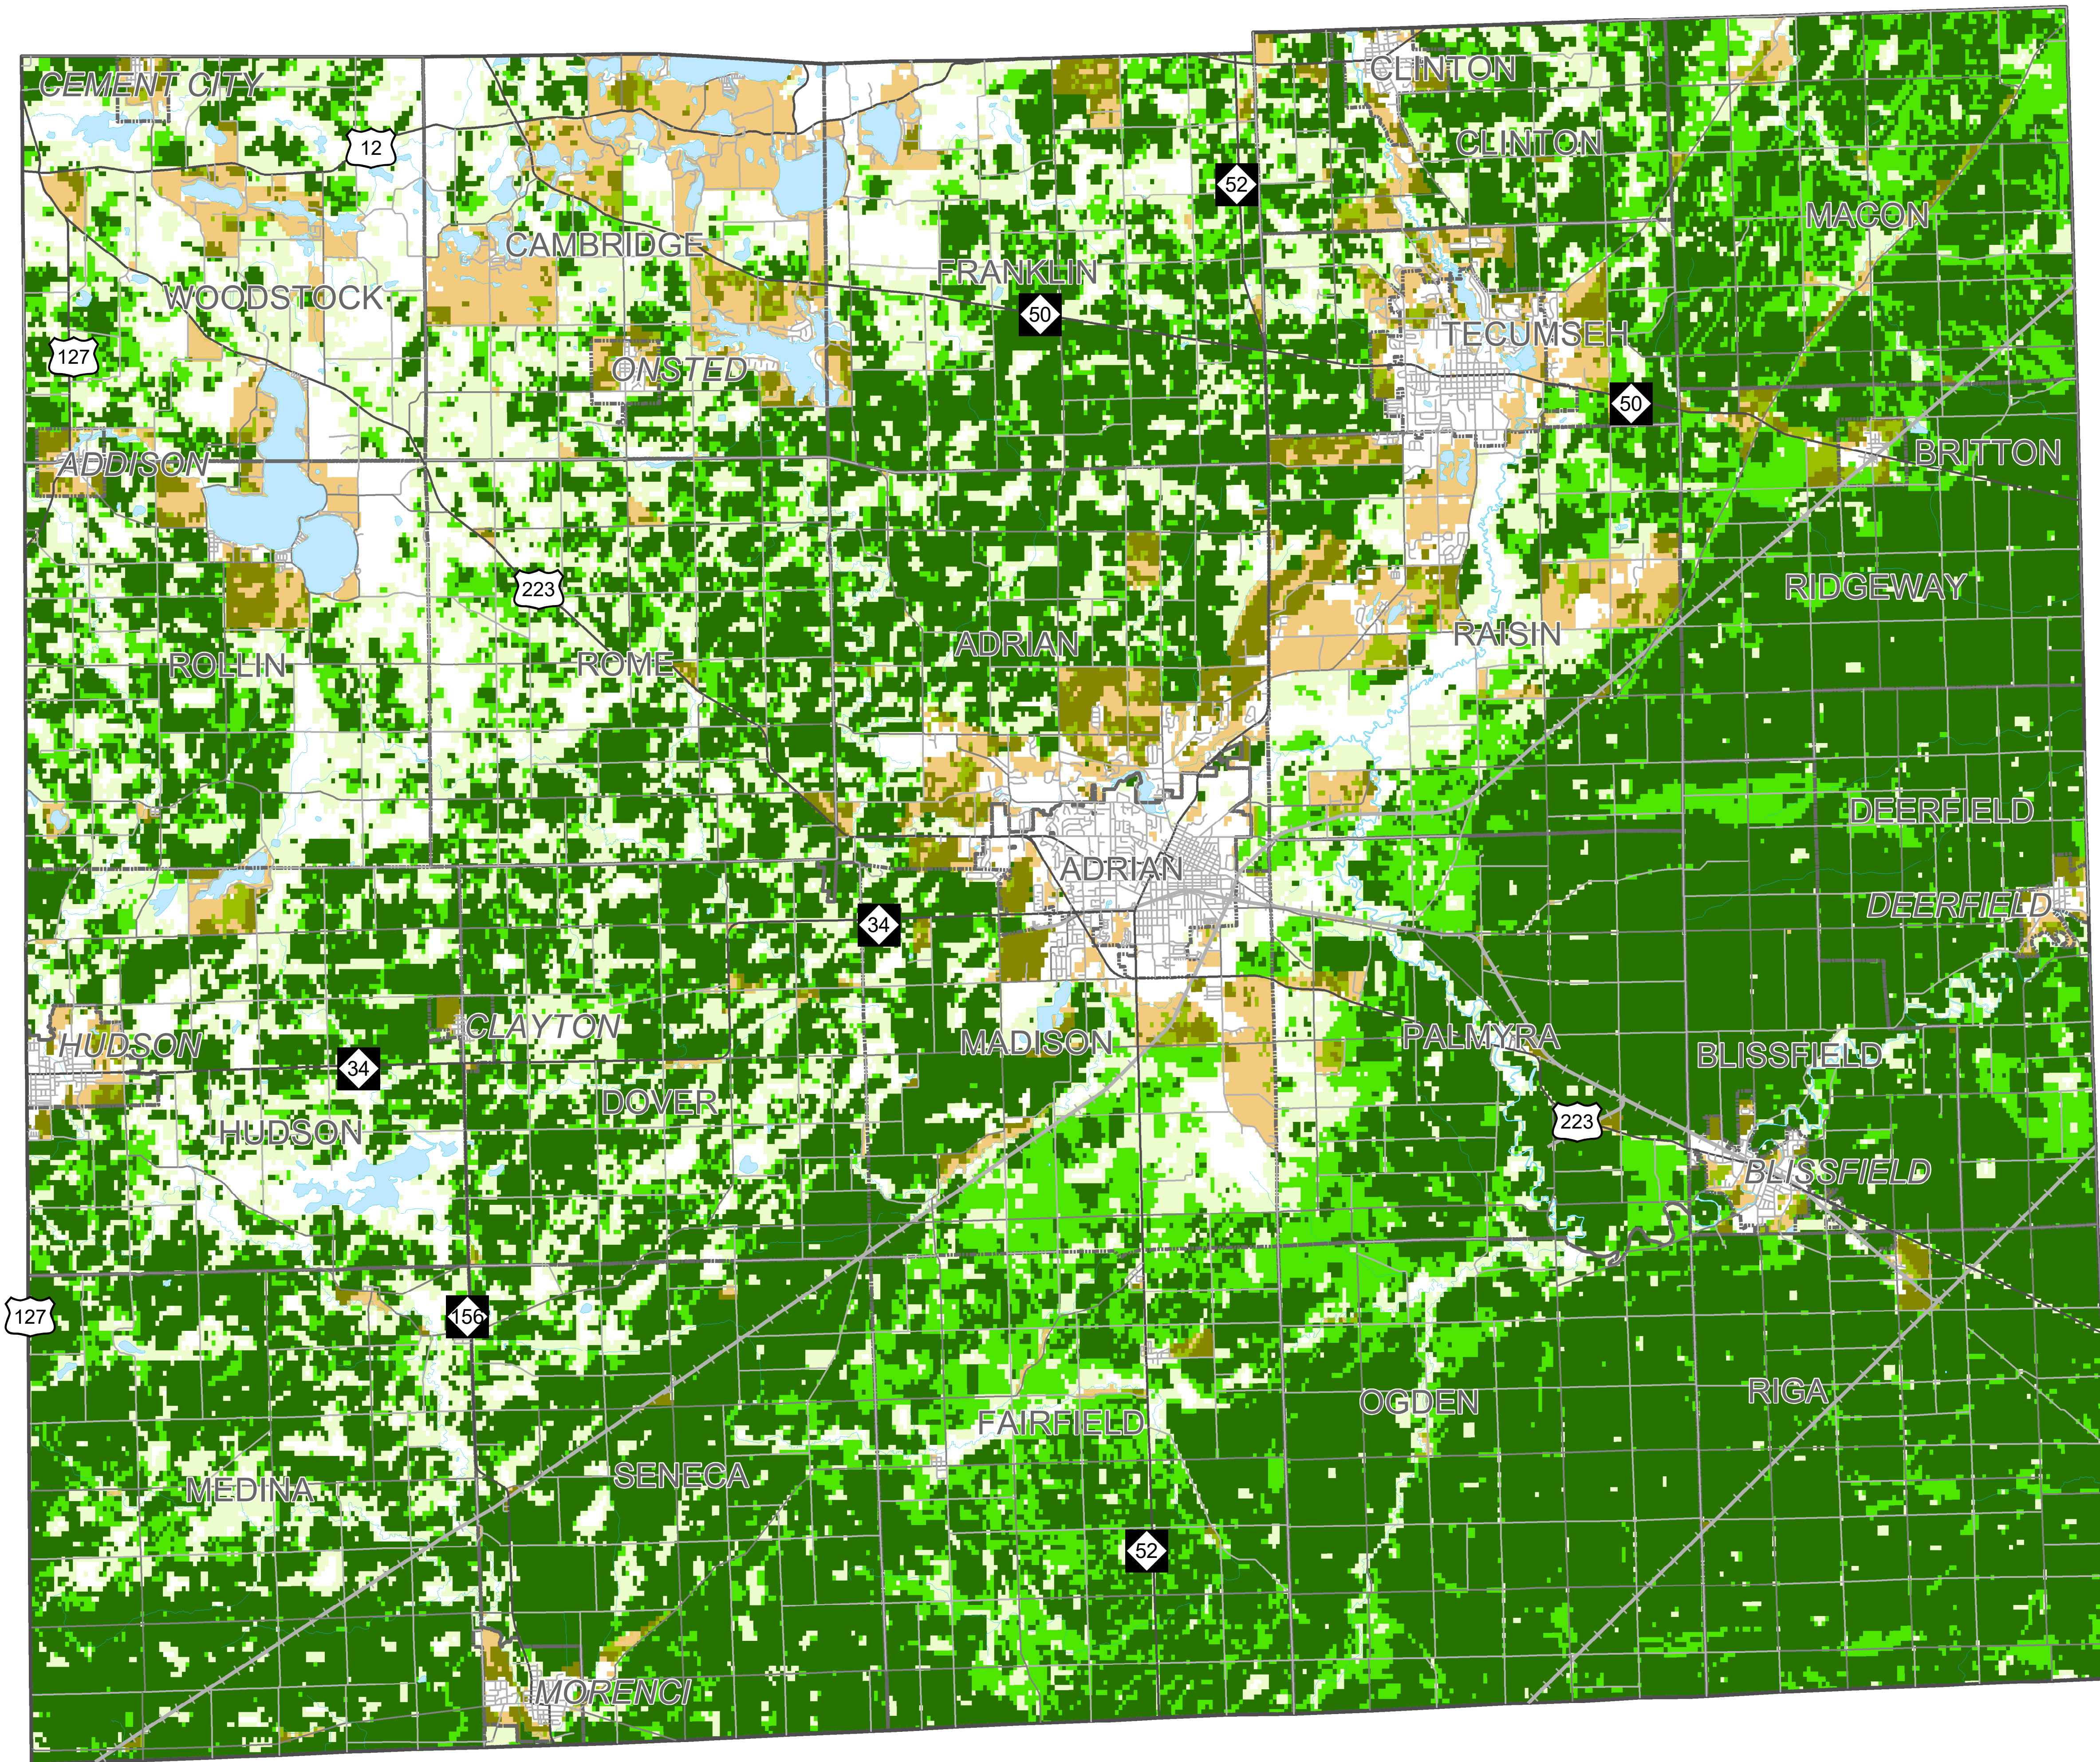 CEMENT CITY
CLINTON
12
CLINTON
52
MACON
CAMBRIDGE
FRANKLIN
WOODSTOCK
50
TECUMSEH
127
ONSTED
50
BRITTON
ADDISON
223
RIDGEWAY
RAISIN
ADRIAN
ROLLIN
ROME
DEERFIELD
ADRIAN
DEERFIELD
34
CLAYTON
HUDSON
MADISON
PALMYRA
BLISSFIELD
34
DOVER
223
HUDSON
BLISSFIELD
127
156
RIGA
OGDEN
FAIRFIELD
SENECA
MEDINA
52
MORENCI